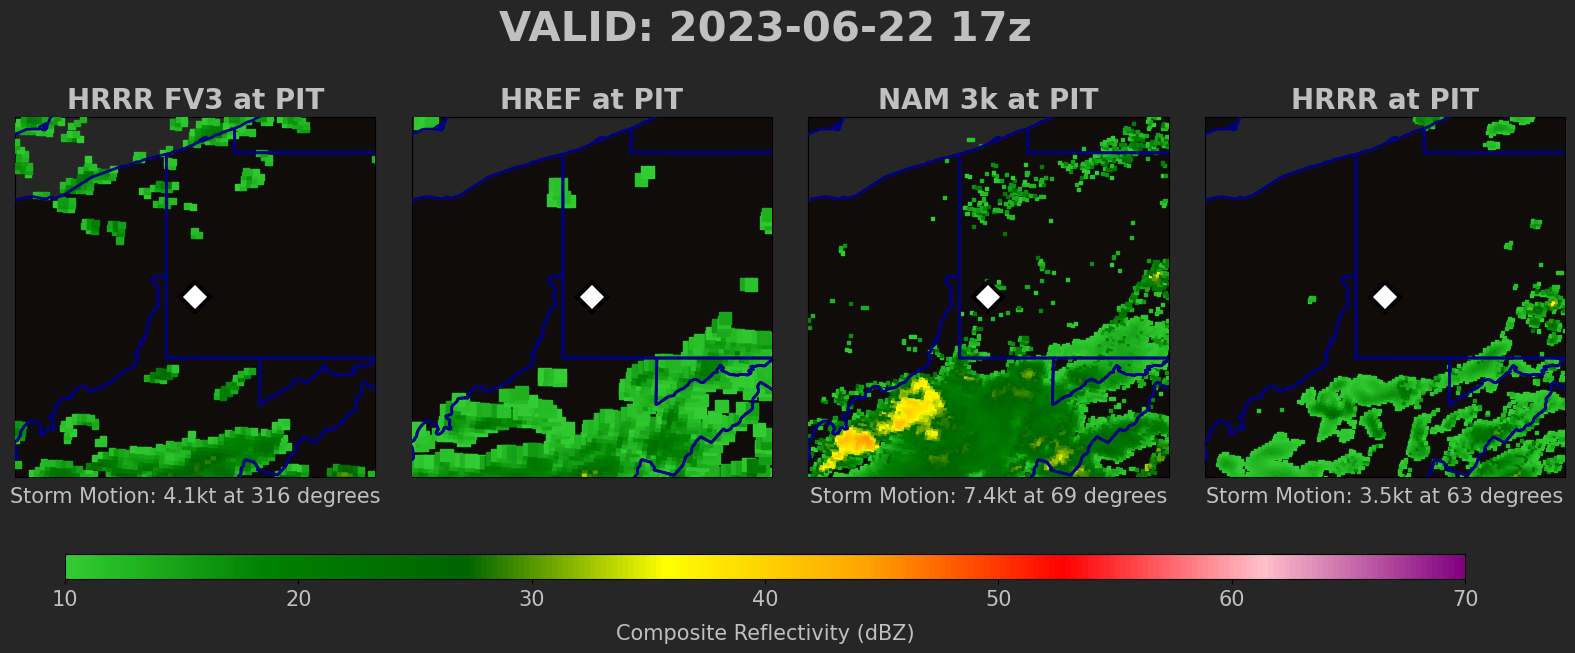 VALID: 2023-06-22 17z
HRRR FV3 at PIT
HREF at PIT
NAM 3k at PIT
HRRR at PIT
Storm Motion: 4.1kt at 316 degrees
Storm Motion: 7.4kt at 69 degrees
Storm Motion: 3.5kt at 63 degrees
10 20 30 40 50 60 70
Composite Reflectivity (dBZ)